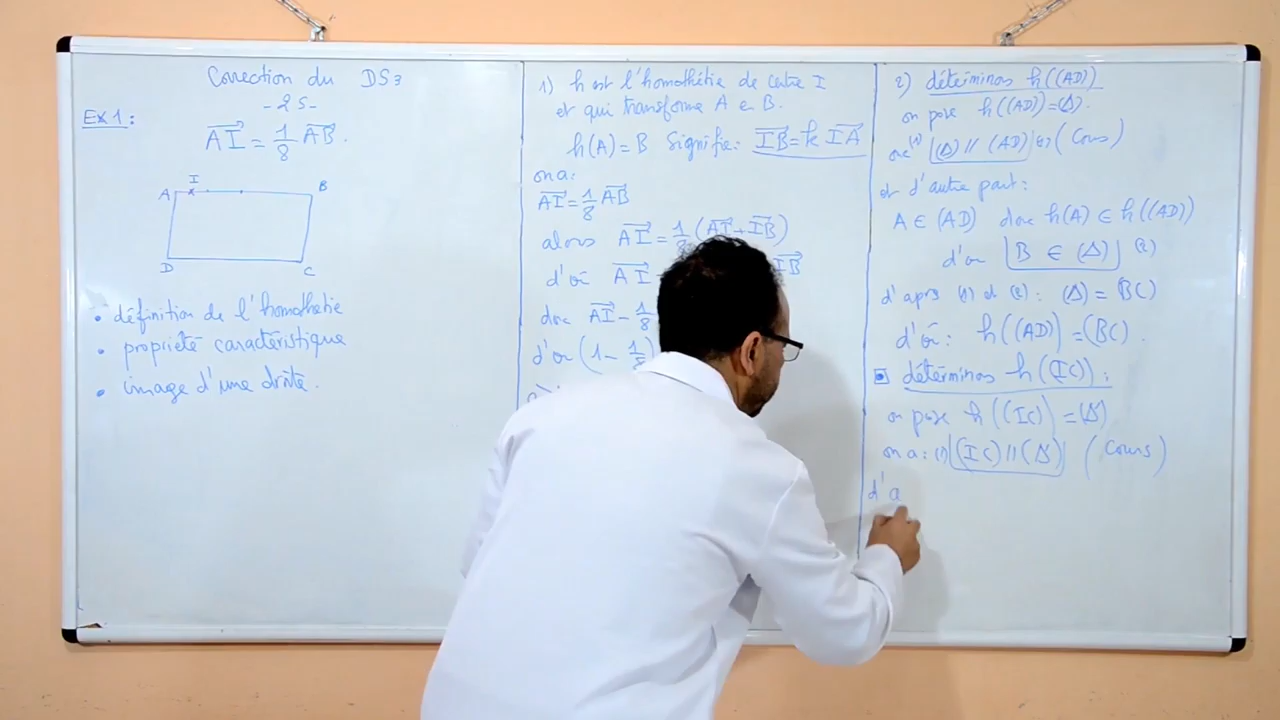 Correction du DS3
- 2S -
EX1:
AI = 1/8 AB.
A I B
D C
• définition de l'homothétie
• propriété caractéristique
• image d'une droite.
1) h est l'homothétie de centre I
et qui transforme A en B.
h(A) = B Signifie: IB = k IA
on a:
AI = 1/8 AB
alors AI = 1/8 (AI + IB)
d'où AI IB
donc AI - 1/8
d'où (1 - 1/8)
2) déterminons h((AD))
on pose h((AD)) = (Δ).
(1) (Δ) // (AD) (Cours)
et d'autre part:
A ∈ (AD) donc h(A) ∈ h((AD))
d'où B ∈ (Δ) (2)
d'après (1) et (2): (Δ) = (BC)
d'où: h((AD)) = (BC).
déterminons h((IC)):
on pose h((IC)) = (Δ')
on a: (1) (IC) // (Δ') (Cours)
d'a